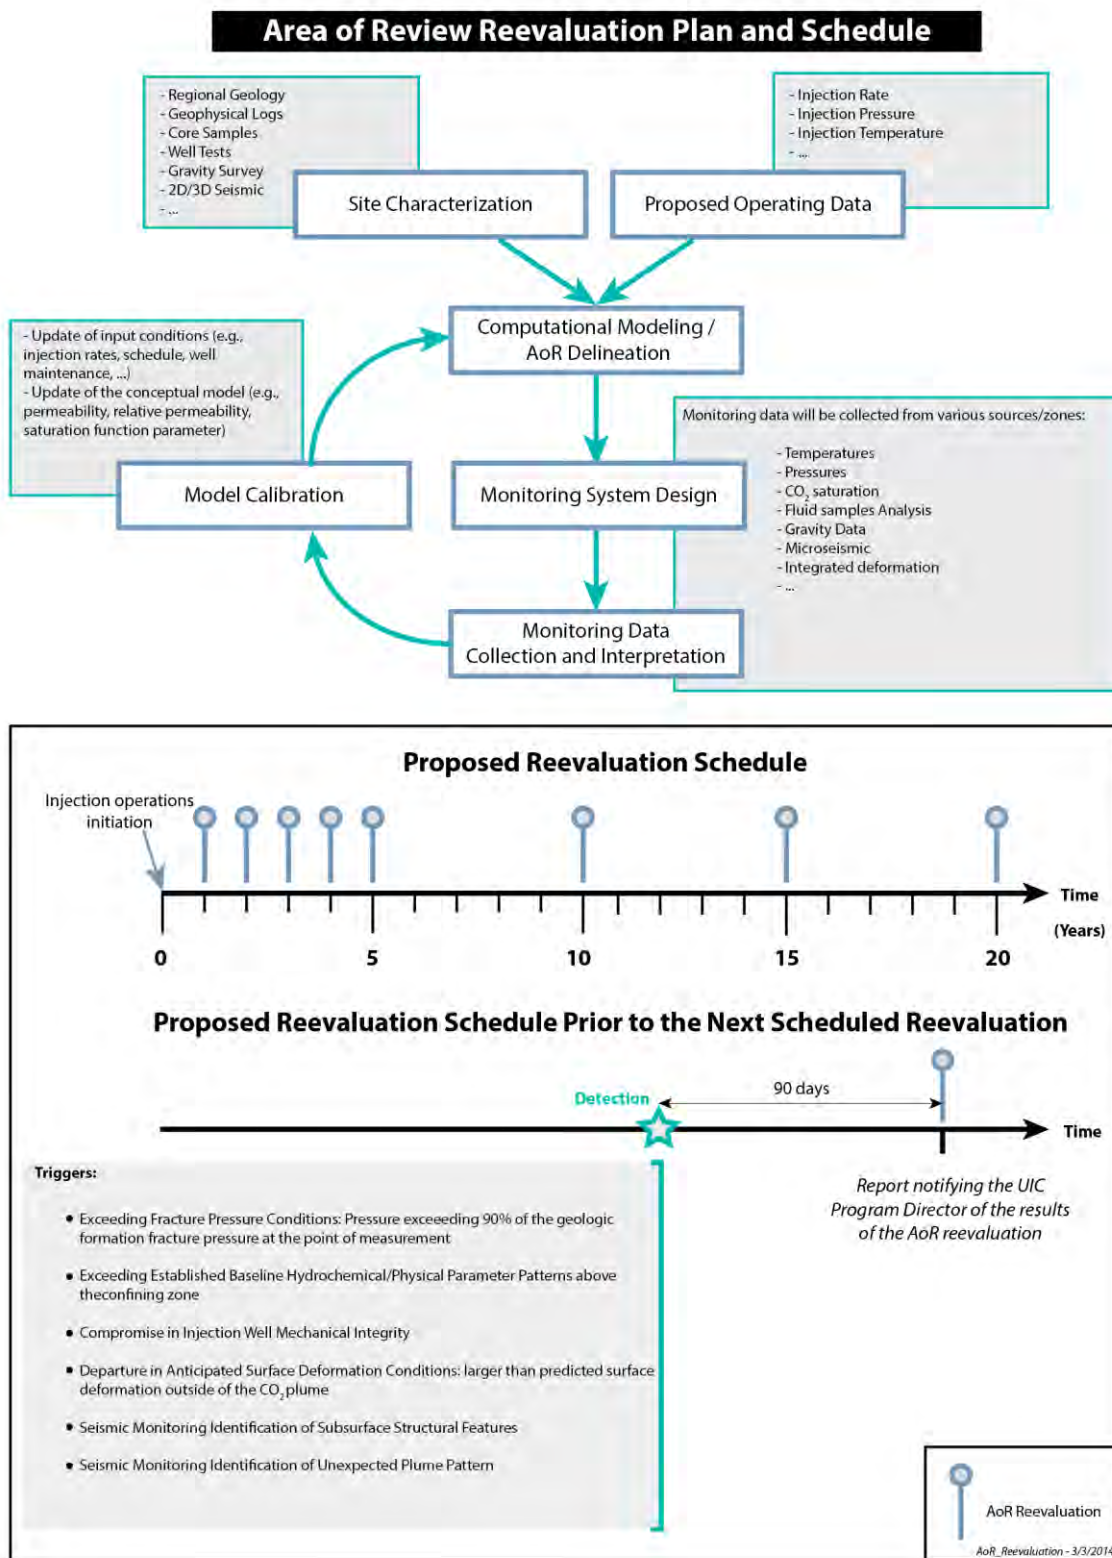 Area of Review Reevaluation Plan and Schedule
- Regional Geology
- Geophysical Logs
- Core Samples
- Well Tests
- Gravity Survey
- 2D/3D Seismic
- ...
Site Characterization
- Injection Rate
- Injection Pressure
- Injection Temperature
- ...
Proposed Operating Data
Computational Modeling /
AoR Delineation
- Update of input conditions (e.g.,
injection rates, schedule, well
maintenance, ...)
- Update of the conceptual model (e.g.,
permeability, relative permeability,
saturation function parameter)
Model Calibration
Monitoring System Design
Monitoring data will be collected from various sources/zones:
- Temperatures
- Pressures
- CO₂ saturation
- Fluid samples Analysis
- Gravity Data
- Microseismic
- Integrated deformation
- ...
Monitoring Data
Collection and Interpretation
Proposed Reevaluation Schedule
Injection operations
initiation
Time
(Years)
0 5 10 15 20
Proposed Reevaluation Schedule Prior to the Next Scheduled Reevaluation
Detection
90 days
Time
Report notifying the UIC
Program Director of the results
of the AoR reevaluation
Triggers:
• Exceeding Fracture Pressure Conditions: Pressure exceeeding 90% of the geologic
formation fracture pressure at the point of measurement
• Exceeding Established Baseline Hydrochemical/Physical Parameter Patterns above
theconfining zone
• Compromise in Injection Well Mechanical Integrity
• Departure in Anticipated Surface Deformation Conditions: larger than predicted surface
deformation outside of the CO₂ plume
• Seismic Monitoring Identification of Subsurface Structural Features
• Seismic Monitoring Identification of Unexpected Plume Pattern
AoR Reevaluation
AoR_Reevaluation - 3/3/2014